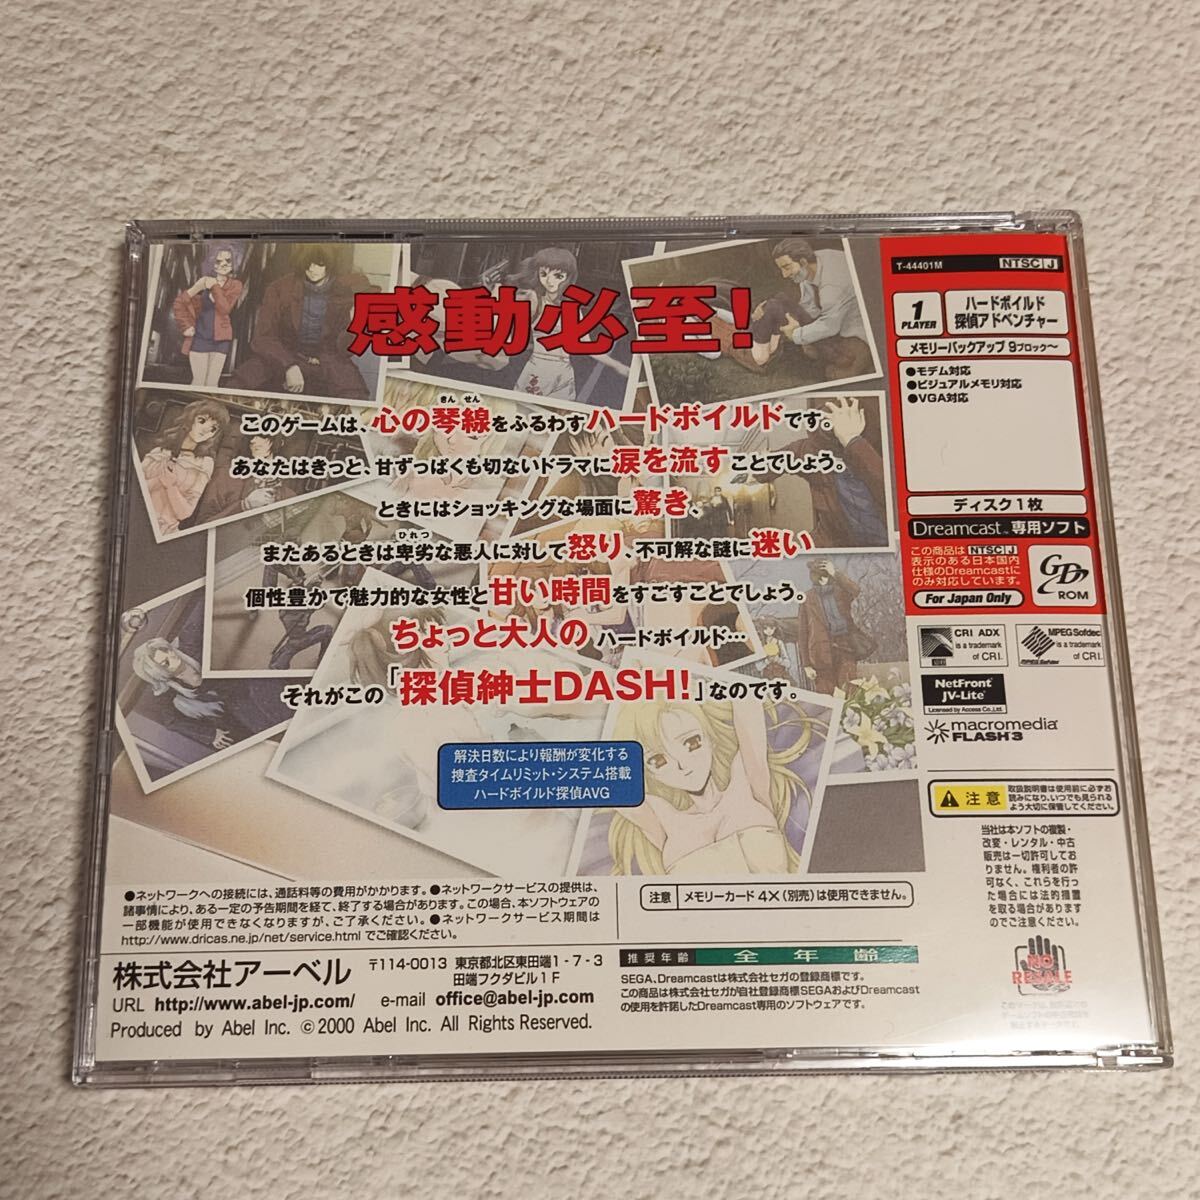 感動必至!
きん せん
このゲームは、心の琴線をふるわすハードボイルドです。
あなたはきっと、甘ずっぱくも切ないドラマに涙を流すことでしょう。
ときにはショッキングな場面に驚き、
ひれつ
またあるときは卑劣な悪人に対して怒り、不可解な謎に迷い
個性豊かで魅力的な女性と甘い時間をすごすことでしょう。
ちょっと大人の ハードボイルド…
それがこの「探偵紳士DASH!」なのです。
解決日数により報酬が変化する
捜査タイムリミット・システム搭載
ハードボイルド探偵AVG
●ネットワークへの接続には、通話料等の費用がかかります。●ネットワークサービスの提供は、
諸事情により、ある一定の予告期間を経て、終了する場合があります。この場合、本ソフトウェアの
一部機能が使用できなくなりますが、ご了承ください。●ネットワークサービス期間は
http://www.dricas.ne.jp/net/service.html でご確認ください。
株式会社アーベル
〒114-0013 東京都北区東田端1-7-3
田端フクダビル1F
URL http://www.abel-jp.com/ e-mail office@abel-jp.com
Produced by Abel Inc. ©2000 Abel Inc. All Rights Reserved.
注意 メモリーカード 4×(別売)は使用できません。
推奨年齢 全年齢
SEGA、Dreamcastは株式会社セガの登録商標です。
この商品は株式会社セガが自社登録商標SEGAおよびDreamcast
の使用を許諾したDreamcast専用のソフトウェアです。
T-44401M NTSC J
1 PLAYER
ハードボイルド
探偵アドベンチャー
メモリーバックアップ 9ブロック〜
●モデム対応
●ビジュアルメモリ対応
●VGA対応
ディスク1枚
Dreamcast™専用ソフト
この商品は NTSC J
表示のある日本国内
仕様のDreamcastに
のみ対応しています。
For Japan Only
GD-ROM
CRI ADX
is a trademark
of CRI.
MPEG Sofdec
is a trademark
of CRI.
NetFront
JV-Lite
Licensed by Access Co.,Ltd.
macromedia
FLASH3
注意
取扱説明書は使用前に必ずお
読みになり、いつでも見られる
よう大切に保管してください。
当社は本ソフトの複製・
改変・レンタル・中古
販売は一切許可してお
りません。権利者の許
可なく、これらを行っ
た場合には法的措置
を取る場合があります
のでご注意ください。
NO
RESALE